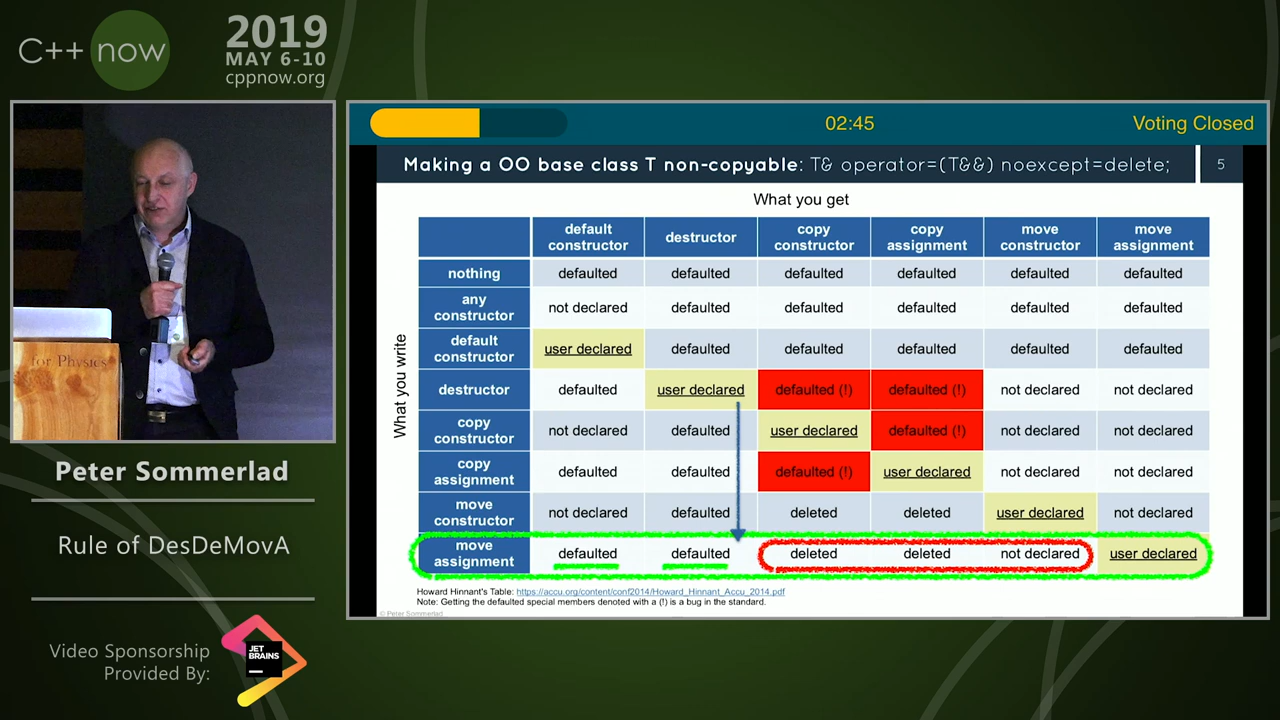 C++ now
2019
MAY 6-10
cppnow.org
for Physics
Peter Sommerlad
Rule of DesDeMovA
Video Sponsorship
Provided By:
JET
BRAINS
02:45
Voting Closed
Making a OO base class T non-copyable: T& operator=(T&&) noexcept=delete;
5
What you get
What you write
default constructor destructor copy constructor copy assignment move constructor move assignment
nothing defaulted defaulted defaulted defaulted defaulted defaulted
any constructor not declared defaulted defaulted defaulted defaulted defaulted
default constructor user declared defaulted defaulted defaulted defaulted defaulted
destructor defaulted user declared defaulted (!) defaulted (!) not declared not declared
copy constructor not declared defaulted user declared defaulted (!) not declared not declared
copy assignment defaulted defaulted defaulted (!) user declared not declared not declared
move constructor not declared defaulted deleted deleted user declared not declared
move assignment defaulted defaulted deleted deleted not declared user declared
Howard Hinnant's Table: https://accu.org/content/conf2014/Howard_Hinnant_Accu_2014.pdf
Note: Getting the defaulted special members denoted with a (!) is a bug in the standard.
© Peter Sommerlad